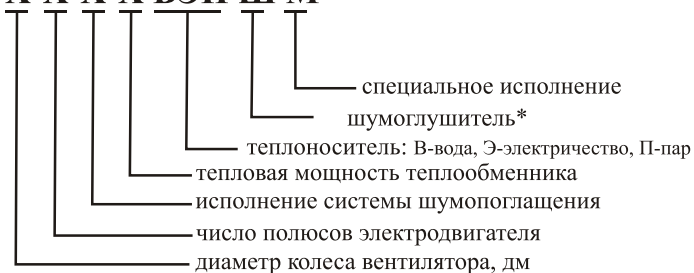 специальное исполнение
шумоглушитель*
теплоноситель: В-вода, Э-электричество, П-пар
тепловая мощность теплообменника
исполнение системы шумопоглащения
число полюсов электродвигателя
диаметр колеса вентилятора, дм